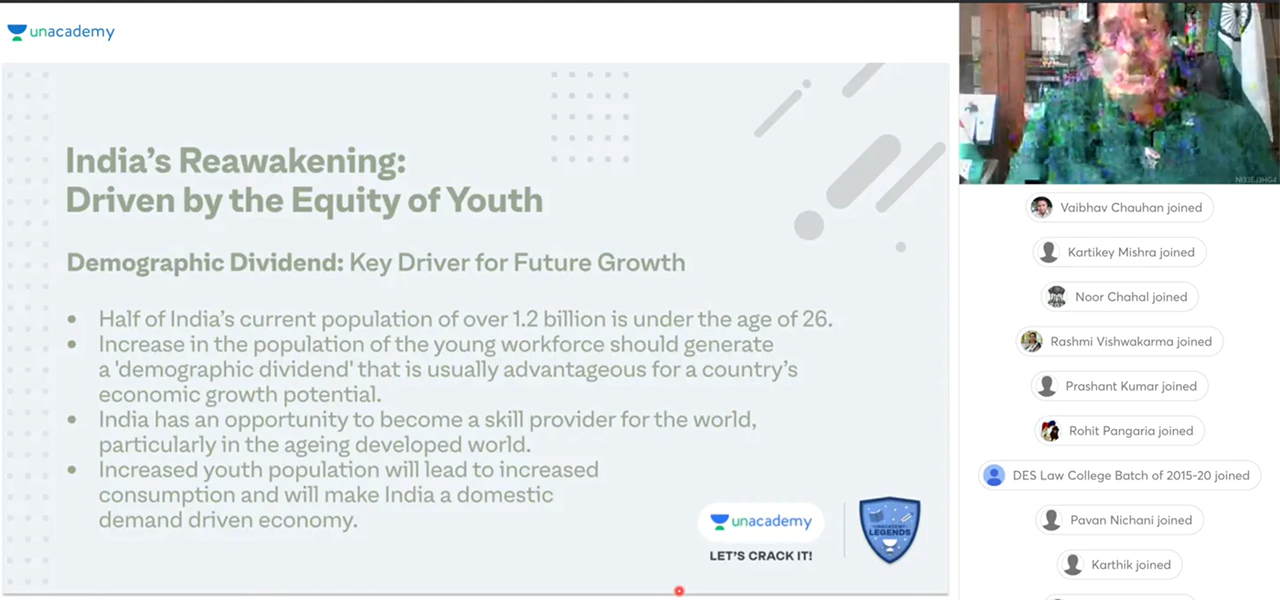 unacademy
India's Reawakening:
Driven by the Equity of Youth
Demographic Dividend: Key Driver for Future Growth
• Half of India's current population of over 1.2 billion is under the age of 26.
• Increase in the population of the young workforce should generate
a 'demographic dividend' that is usually advantageous for a country's
economic growth potential.
• India has an opportunity to become a skill provider for the world,
particularly in the ageing developed world.
• Increased youth population will lead to increased
consumption and will make India a domestic
demand driven economy.
unacademy
LET'S CRACK IT!
UNACADEMY
LEGENDS
Vaibhav Chauhan joined
Kartikey Mishra joined
Noor Chahal joined
Rashmi Vishwakarma joined
Prashant Kumar joined
Rohit Pangaria joined
DES Law College Batch of 2015-20 joined
Pavan Nichani joined
Karthik joined